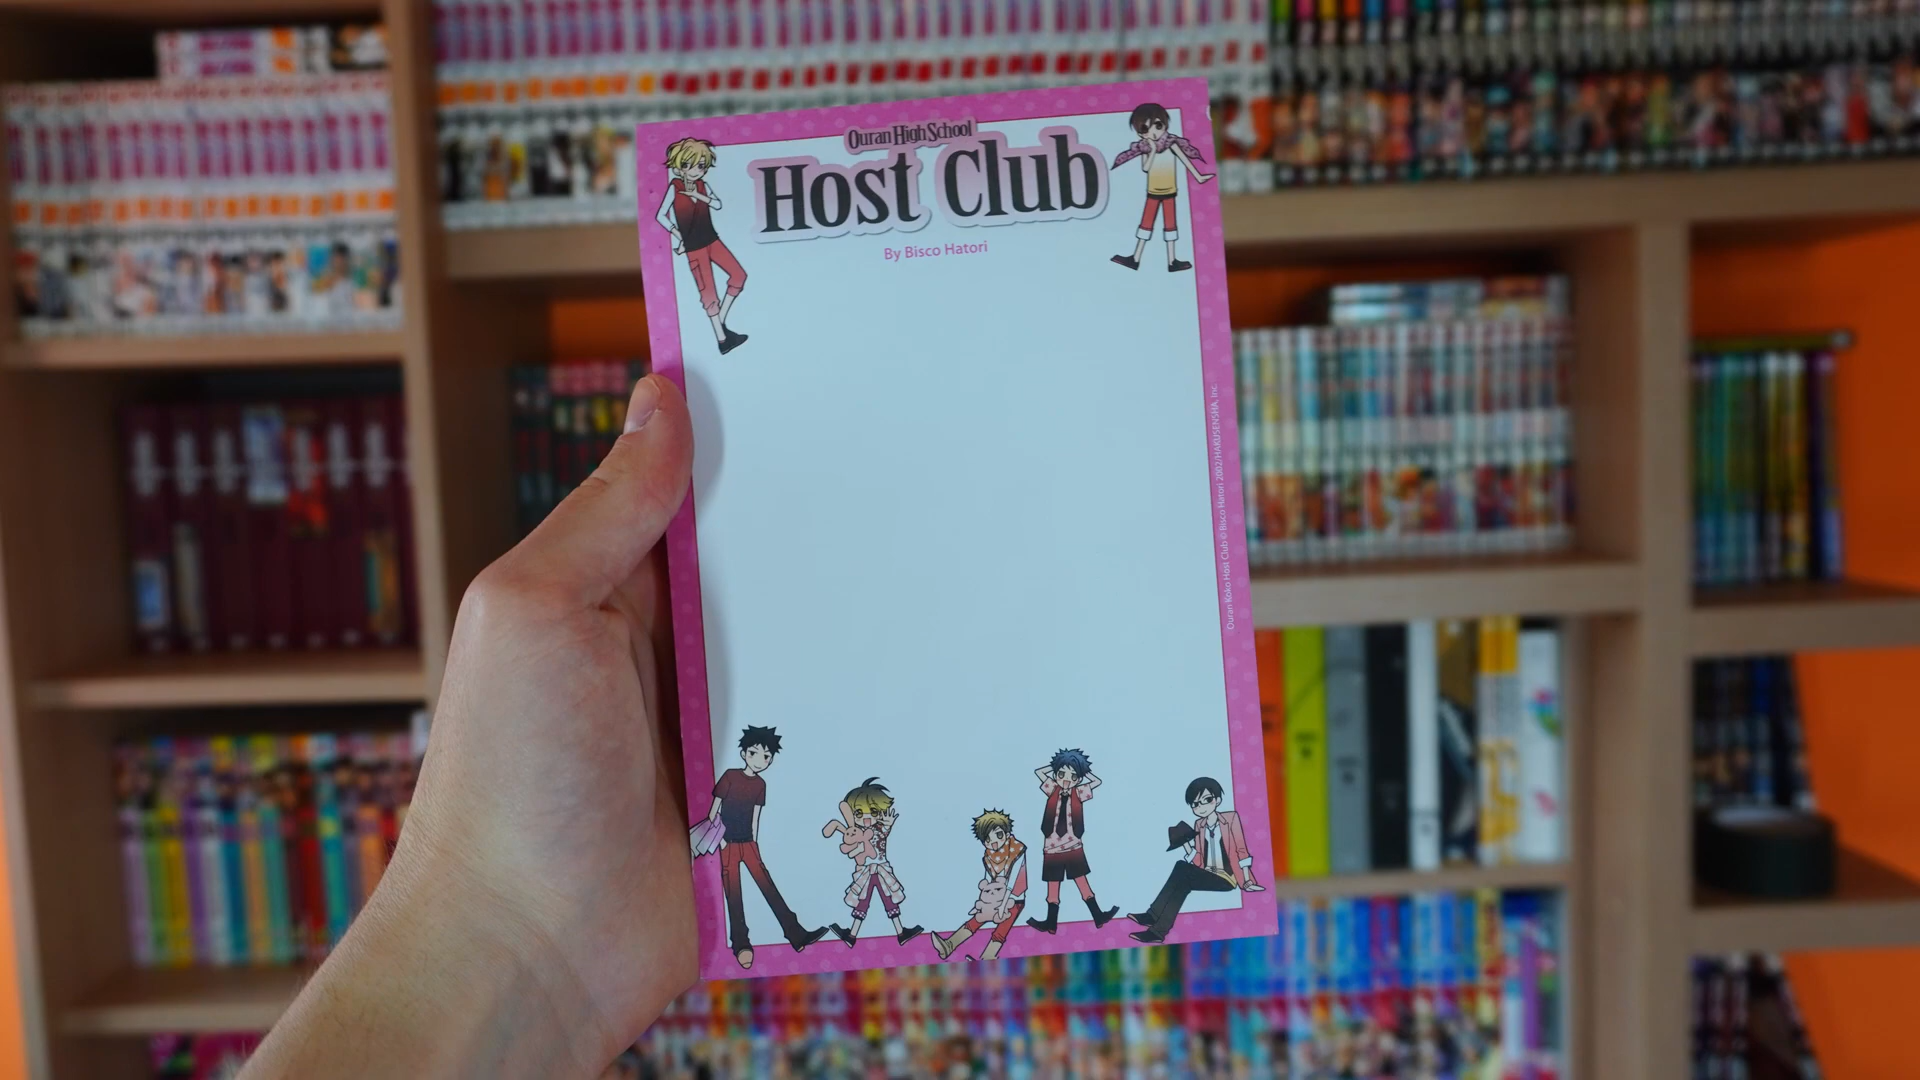 Ouran High School
Host Club
By Bisco Hatori
Ouran Koko Host Club © Bisco Hatori 2002/HAKUSENSHA, Inc.